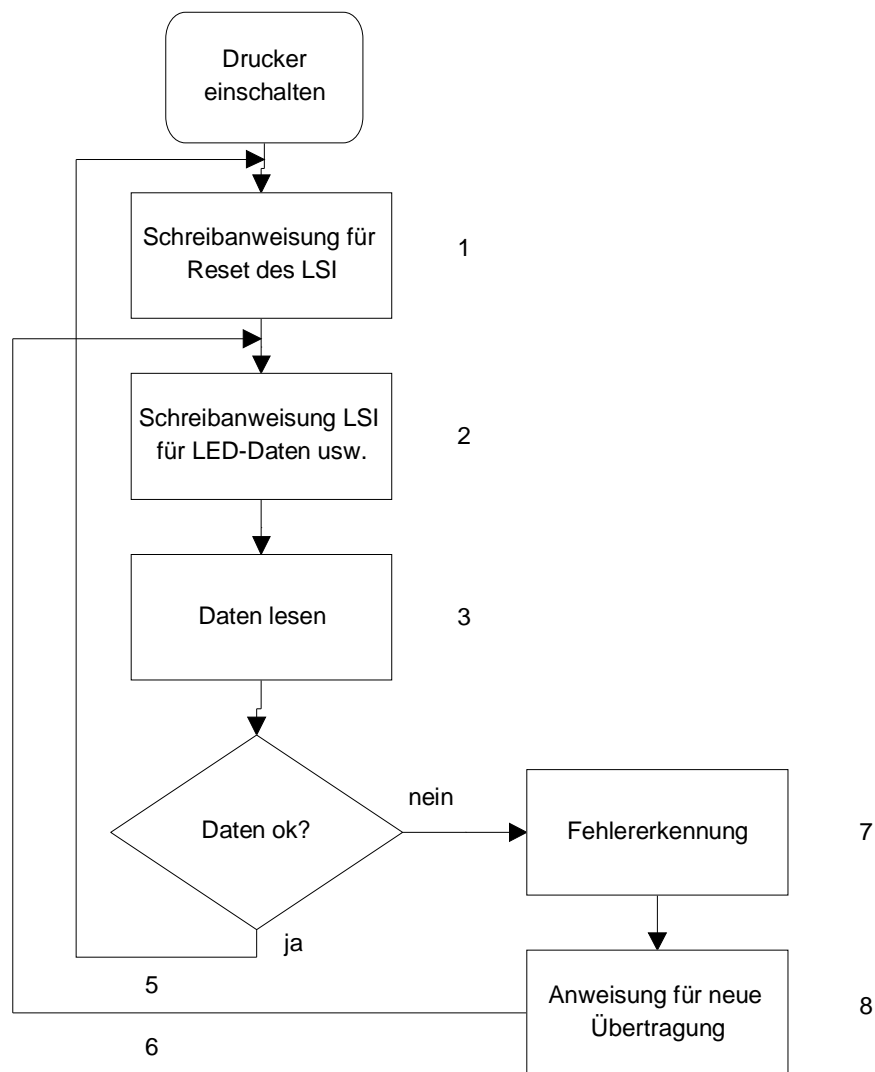 Drucker
einschalten
Schreibanweisung für
Reset des LSI
1
Schreibanweisung LSI
für LED-Daten usw.
2
Daten lesen
3
Daten ok?
nein
Fehlererkennung
7
ja
5
Anweisung für neue
Übertragung
8
6